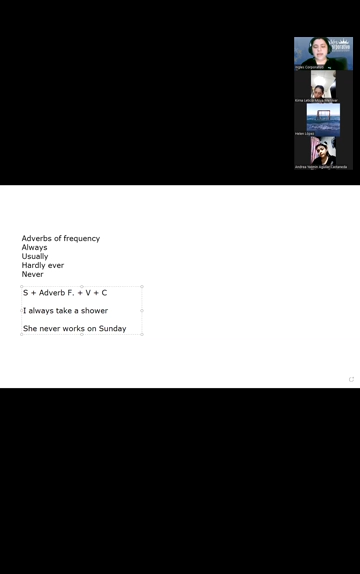 Adverbs of frequency
Always
Usually
Hardly ever
Never
S + Adverb F. + V + C
I always take a shower
She never works on Sunday